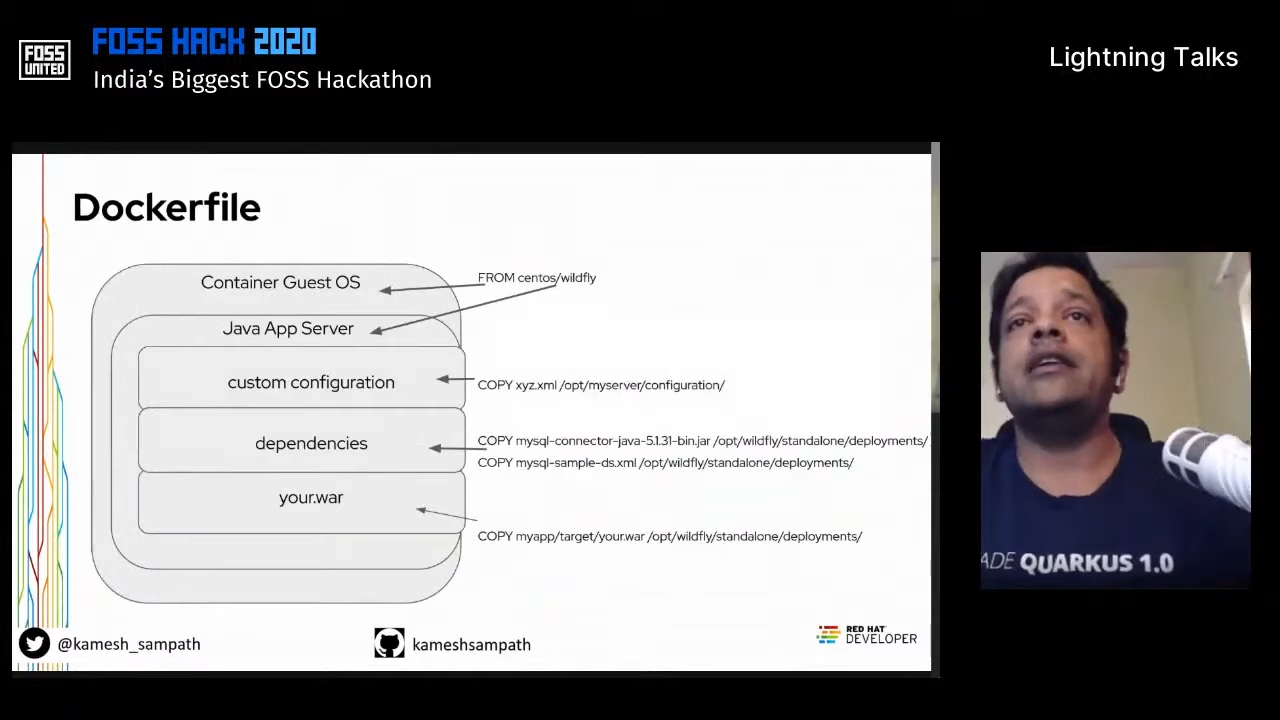 FOSS UNITED
FOSS HACK 2020
India's Biggest FOSS Hackathon
Lightning Talks
Dockerfile
Container Guest OS
FROM centos/wildfly
Java App Server
custom configuration
COPY xyz.xml /opt/myserver/configuration/
dependencies
COPY mysql-connector-java-5.1.31-bin.jar /opt/wildfly/standalone/deployments/
COPY mysql-sample-ds.xml /opt/wildfly/standalone/deployments/
your.war
COPY myapp/target/your.war /opt/wildfly/standalone/deployments/
@kamesh_sampath
kameshsampath
RED HAT
DEVELOPER
ADE QUARKUS 1.0